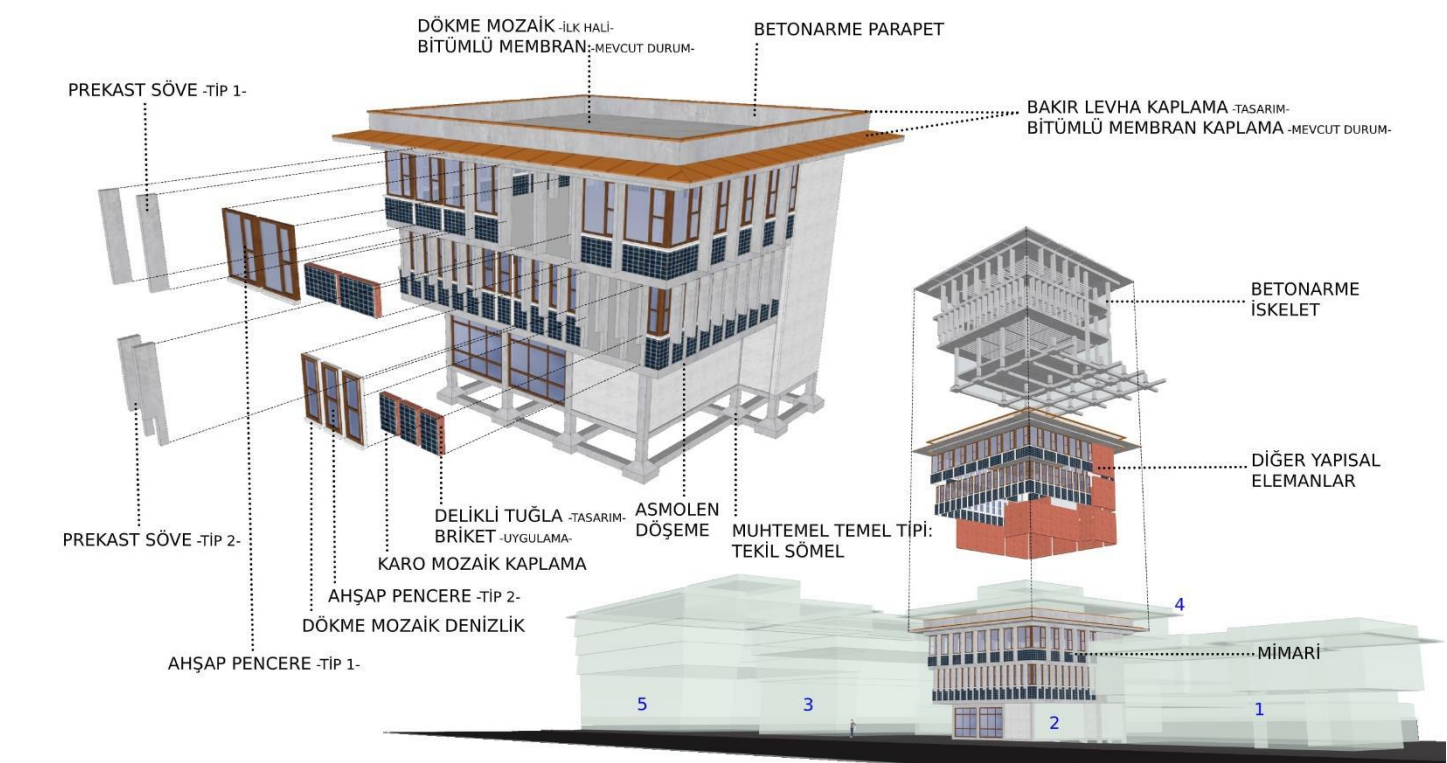 DÖKME MOZAİK -İLK HALİ-
BİTÜMLÜ MEMBRAN -MEVCUT DURUM-
BETONARME PARAPET
PREKAST SÖVE -TİP 1-
BAKIR LEVHA KAPLAMA -TASARIM-
BİTÜMLÜ MEMBRAN KAPLAMA -MEVCUT DURUM-
BETONARME
İSKELET
DİĞER YAPISAL
ELEMANLAR
PREKAST SÖVE -TİP 2-
DELİKLİ TUĞLA -TASARIM-
BRİKET -UYGULAMA-
ASMOLEN
DÖŞEME
MUHTEMEL TEMEL TİPİ:
TEKİL SÖMEL
KARO MOZAİK KAPLAMA
AHŞAP PENCERE -TİP 2-
DÖKME MOZAİK DENİZLİK
AHŞAP PENCERE -TİP 1-
4
MİMARİ
5
3
2
1